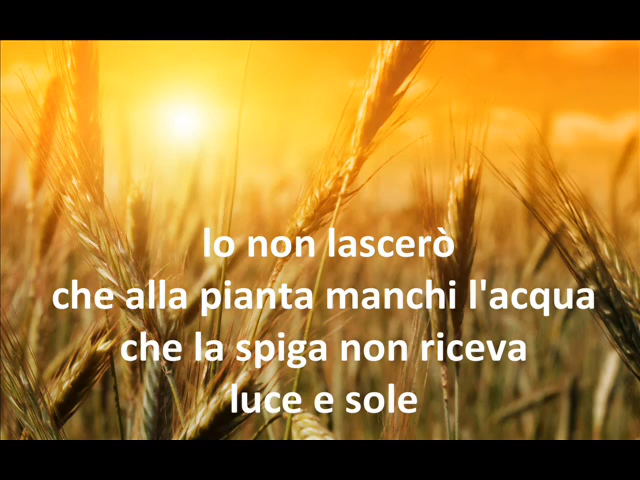 Io non lascerò
che alla pianta manchi l'acqua
che la spiga non riceva
luce e sole